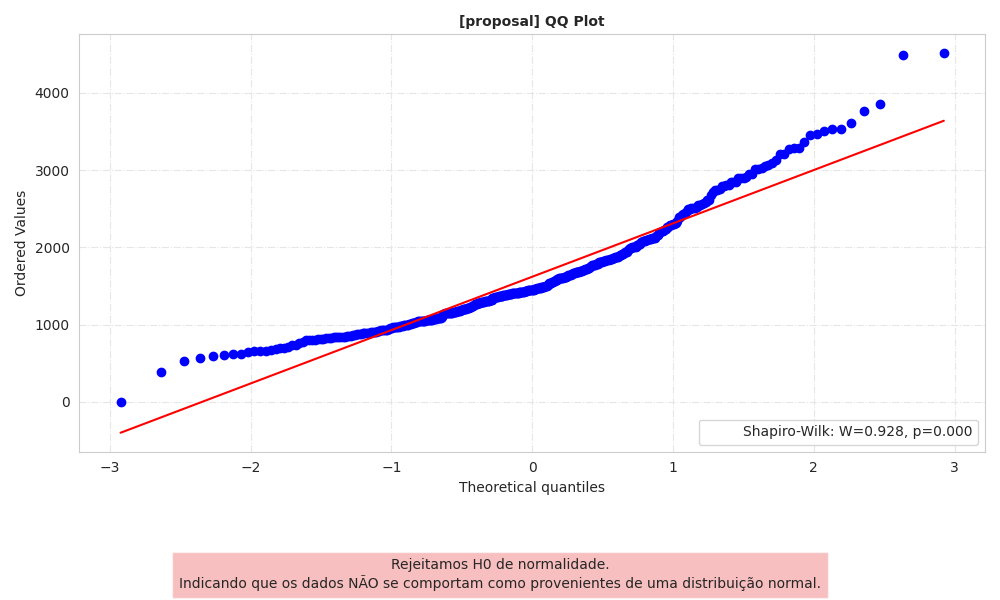 [proposal] QQ Plot
Ordered Values
4000
3000
2000
1000
0
−3
−2
−1
0
1
2
3
Theoretical quantiles
Shapiro-Wilk: W=0.928, p=0.000
Rejeitamos H0 de normalidade.
Indicando que os dados NÃO se comportam como provenientes de uma distribuição normal.